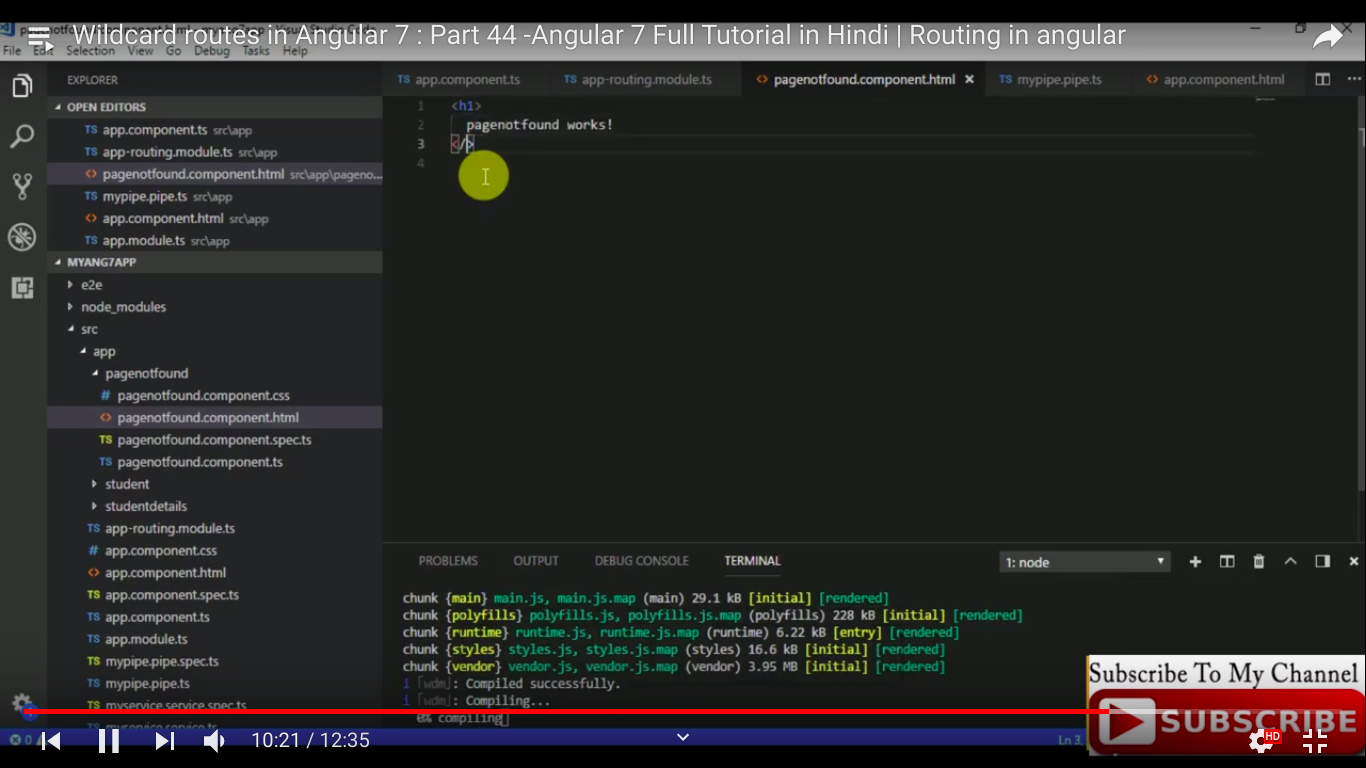 Wildcard routes in Angular 7 : Part 44 -Angular 7 Full Tutorial in Hindi | Routing in angular
File Edit Selection View Go Debug Tasks Help
EXPLORER
OPEN EDITORS
TS app.component.ts src\app
TS app-routing.module.ts src\app
<> pagenotfound.component.html src\app\pageno...
TS mypipe.pipe.ts src\app
<> app.component.html src\app
TS app.module.ts src\app
MYANG7APP
e2e
node_modules
src
app
pagenotfound
# pagenotfound.component.css
<> pagenotfound.component.html
TS pagenotfound.component.spec.ts
TS pagenotfound.component.ts
student
studentdetails
TS app-routing.module.ts
# app.component.css
<> app.component.html
TS app.component.spec.ts
TS app.component.ts
TS app.module.ts
TS mypipe.pipe.spec.ts
TS mypipe.pipe.ts
TS myservice.service.spec.ts
TS myservice.service.ts
TS app.component.ts TS app-routing.module.ts <> pagenotfound.component.html × TS mypipe.pipe.ts <> app.component.html ...
1 <h1>
2 pagenotfound works!
3 </>
4
PROBLEMS OUTPUT DEBUG CONSOLE TERMINAL 1: node
chunk {main} main.js, main.js.map (main) 29.1 kB [initial] [rendered]
chunk {polyfills} polyfills.js, polyfills.js.map (polyfills) 228 kB [initial] [rendered]
chunk {runtime} runtime.js, runtime.js.map (runtime) 6.22 kB [entry] [rendered]
chunk {styles} styles.js, styles.js.map (styles) 16.6 kB [initial] [rendered]
chunk {vendor} vendor.js, vendor.js.map (vendor) 3.95 MB [initial] [rendered]
i ｢wdm｣: Compiled successfully.
i ｢wdm｣: Compiling...
0% compiling
Subscribe To My Channel
SUBSCRIBE
0
10:21 / 12:35
Ln 3,
HD